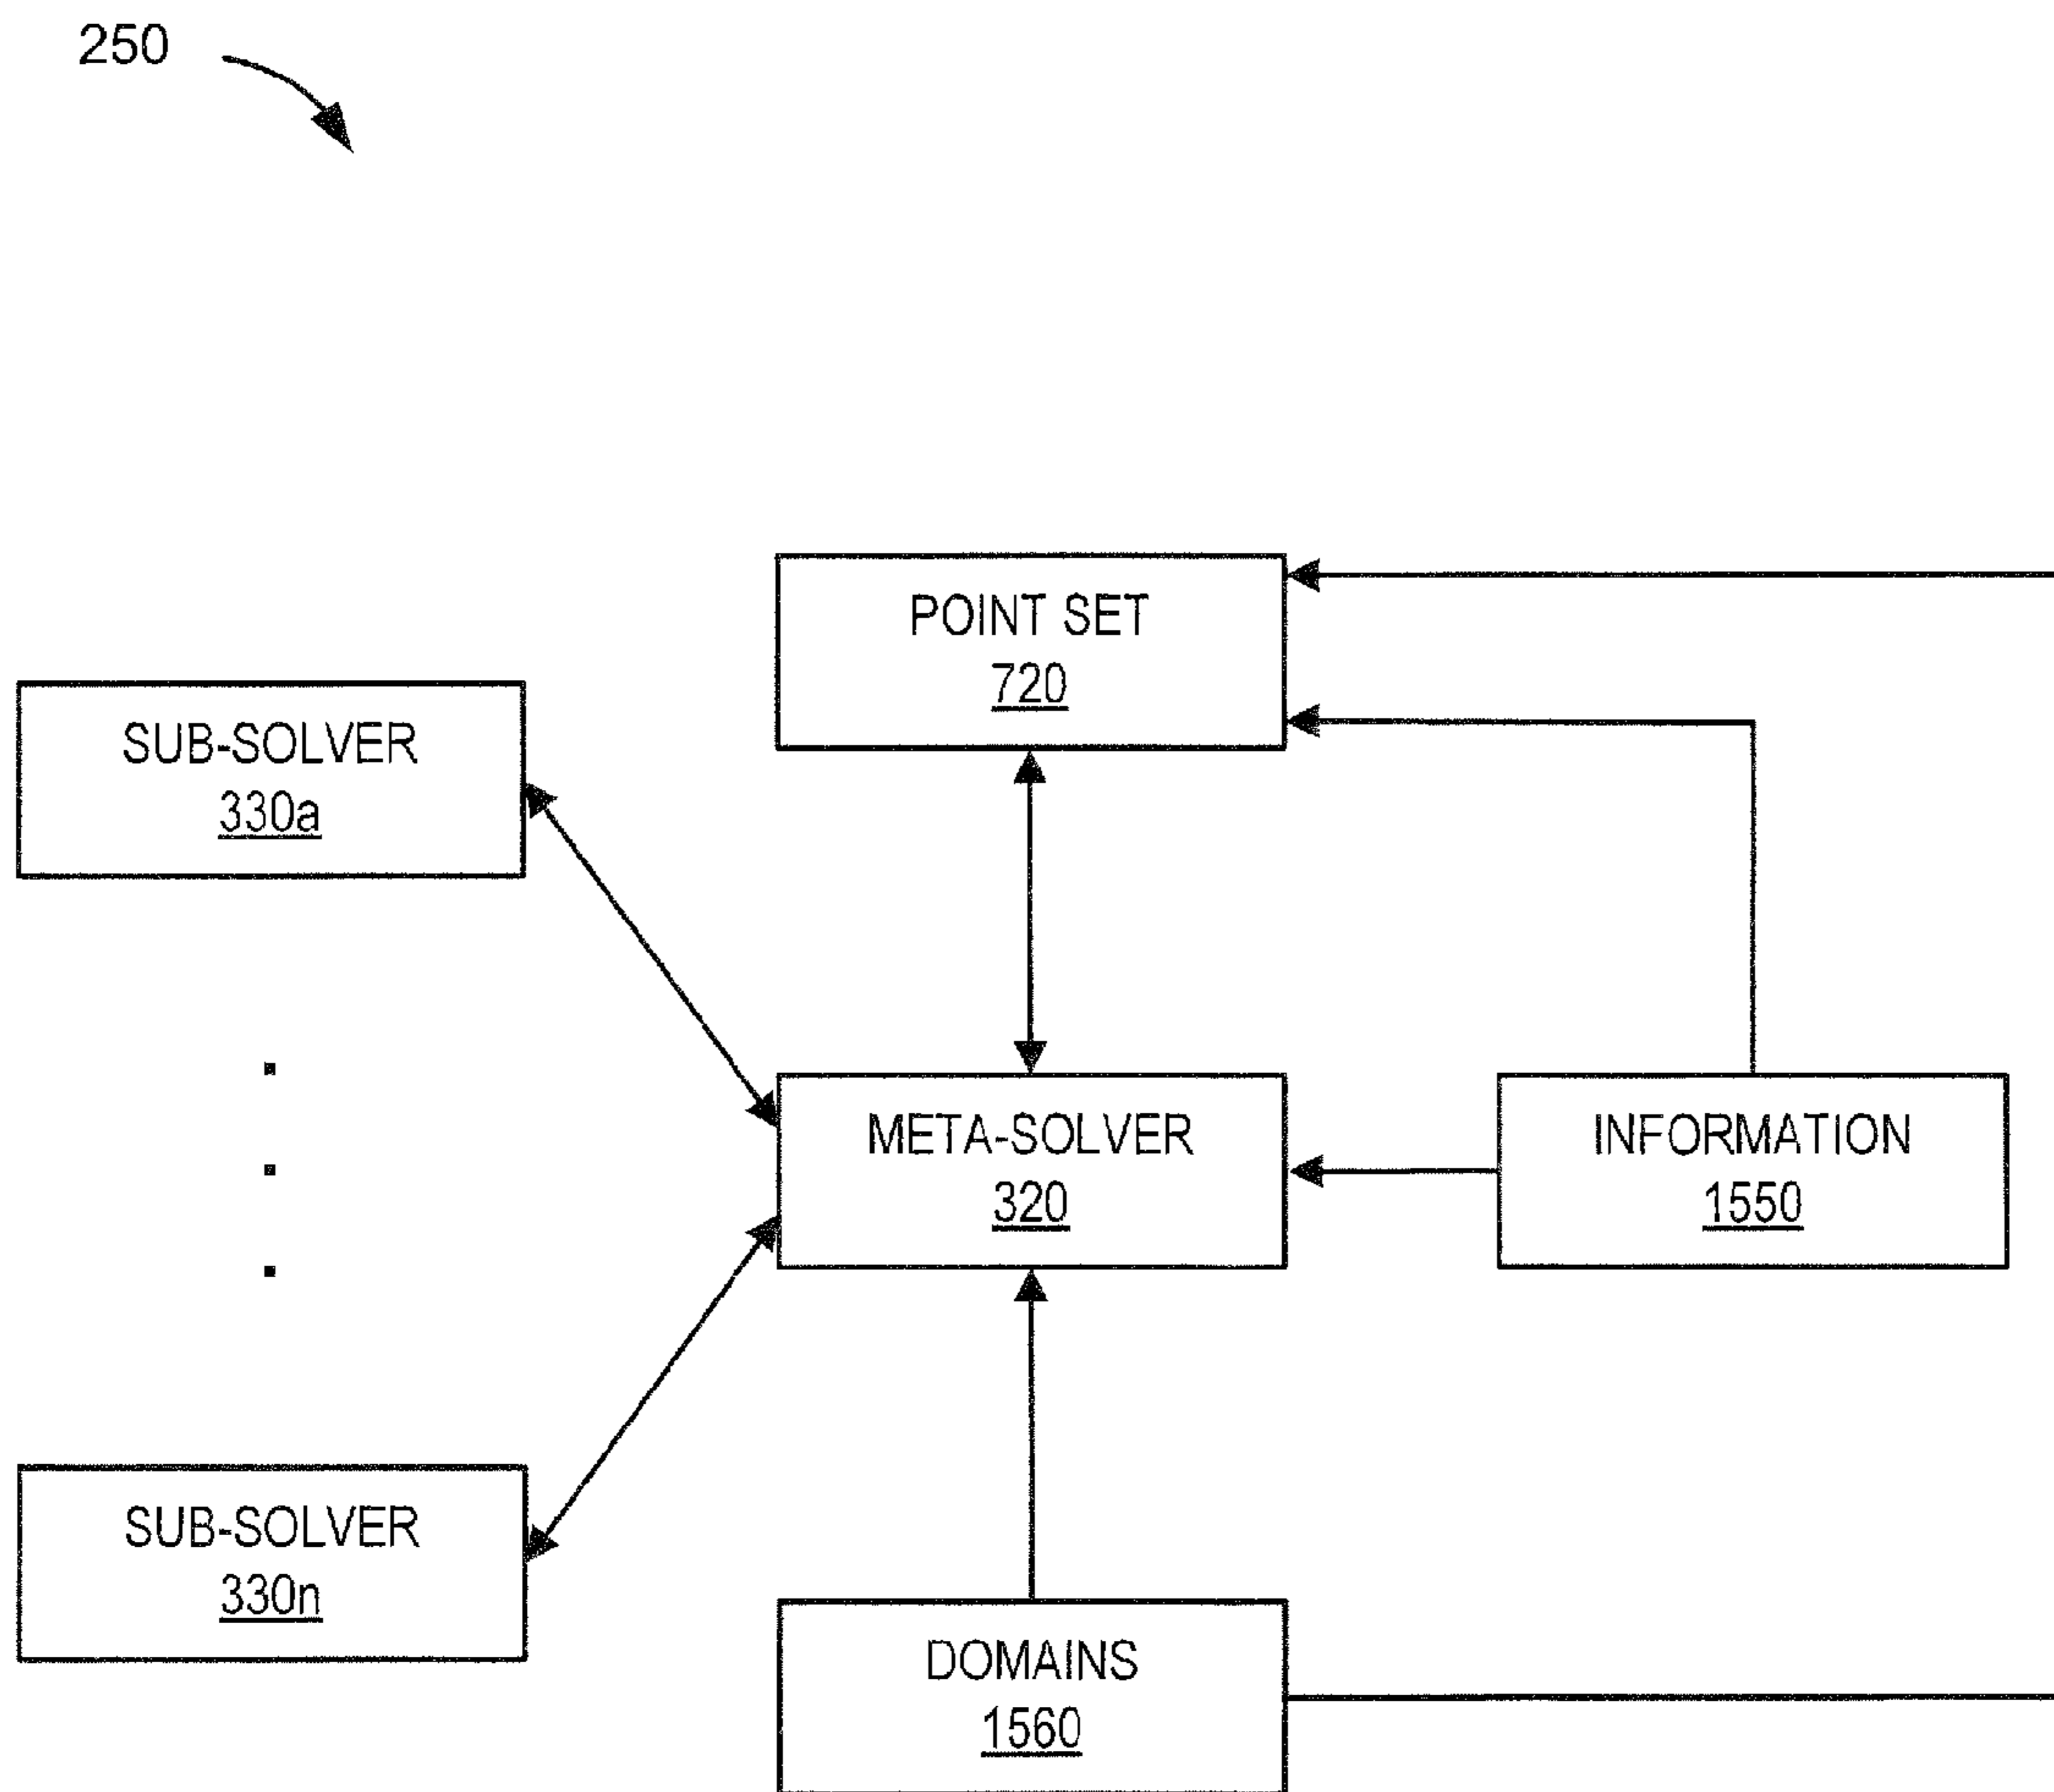 250
POINT SET
720
SUB-SOLVER
330a
META-SOLVER
320
INFORMATION
1550
SUB-SOLVER
330n
DOMAINS
1560